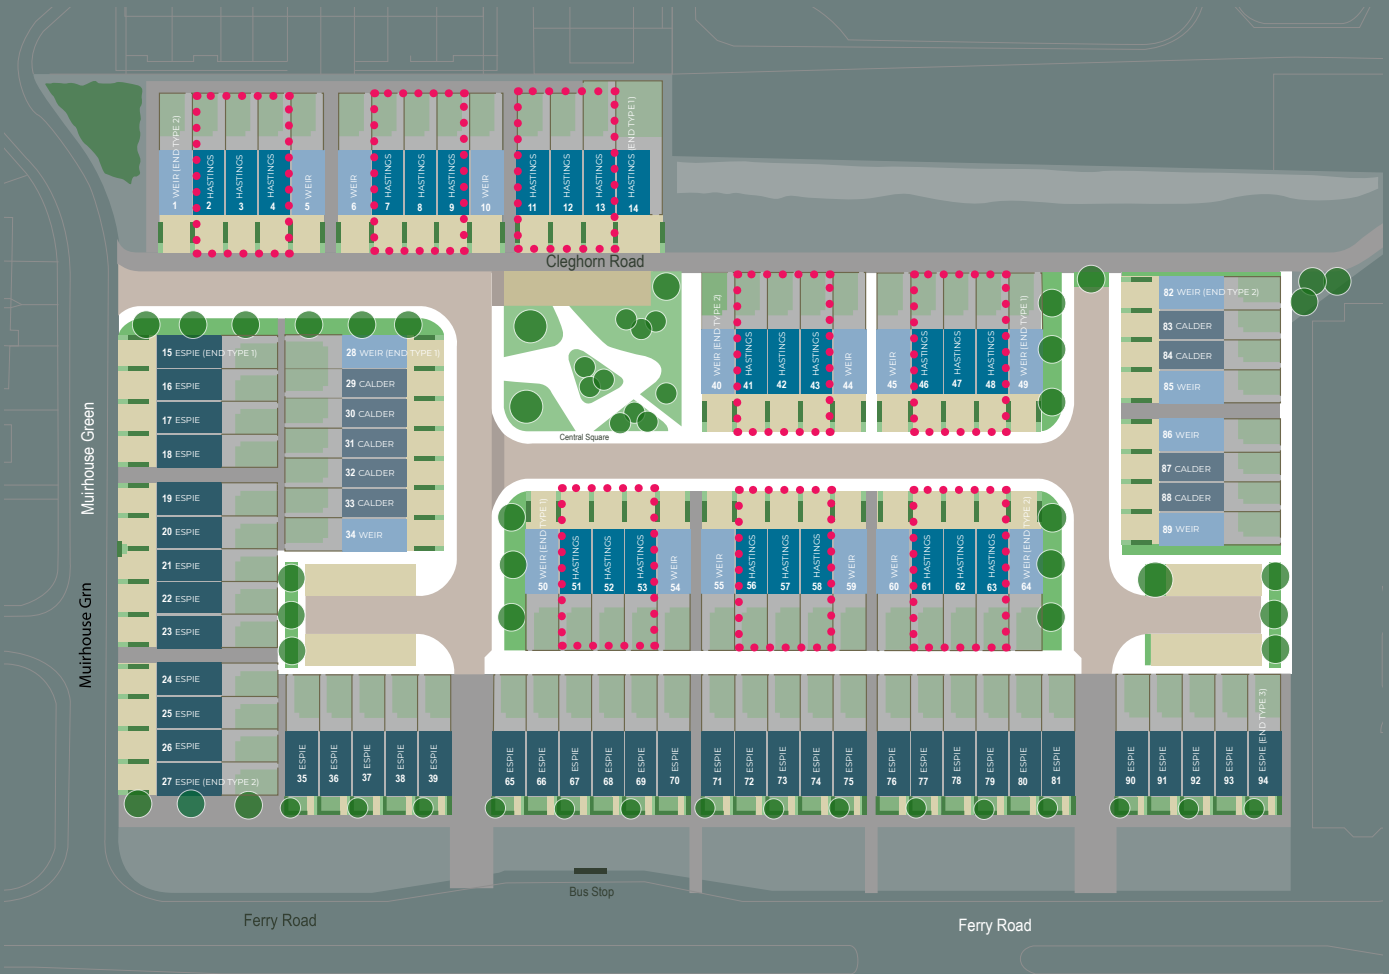 1 WEIR (END TYPE 2)
2 HASTINGS
3 HASTINGS
4 HASTINGS
5 WEIR
6 WEIR
7 HASTINGS
8 HASTINGS
9 HASTINGS
10 WEIR
11 HASTINGS
12 HASTINGS
13 HASTINGS
14 HASTINGS (END TYPE1)
Cleghorn Road
15 ESPIE (END TYPE 1)
16 ESPIE
17 ESPIE
18 ESPIE
19 ESPIE
20 ESPIE
21 ESPIE
22 ESPIE
23 ESPIE
24 ESPIE
25 ESPIE
26 ESPIE
27 ESPIE (END TYPE 2)
28 WEIR (END TYPE 1)
29 CALDER
30 CALDER
31 CALDER
32 CALDER
33 CALDER
34 WEIR
Muirhouse Green
Muirhouse Grn
Central Square
40 WEIR (END TYPE 2)
41 HASTINGS
42 HASTINGS
43 HASTINGS
44 WEIR
45 WEIR
46 HASTINGS
47 HASTINGS
48 HASTINGS
49 WEIR (END TYPE 1)
50 WEIR (END TYPE 1)
51 HASTINGS
52 HASTINGS
53 HASTINGS
54 WEIR
55 WEIR
56 HASTINGS
57 HASTINGS
58 HASTINGS
59 WEIR
60 WEIR
61 HASTINGS
62 HASTINGS
63 HASTINGS
64 WEIR (END TYPE 2)
82 WEIR (END TYPE 2)
83 CALDER
84 CALDER
85 WEIR
86 WEIR
87 CALDER
88 CALDER
89 WEIR
35 ESPIE
36 ESPIE
37 ESPIE
38 ESPIE
39 ESPIE
65 ESPIE
66 ESPIE
67 ESPIE
68 ESPIE
69 ESPIE
70 ESPIE
71 ESPIE
72 ESPIE
73 ESPIE
74 ESPIE
75 ESPIE
76 ESPIE
77 ESPIE
78 ESPIE
79 ESPIE
80 ESPIE
81 ESPIE
90 ESPIE
91 ESPIE
92 ESPIE
93 ESPIE
94 ESPIE (END TYPE 3)
Bus Stop
Ferry Road
Ferry Road